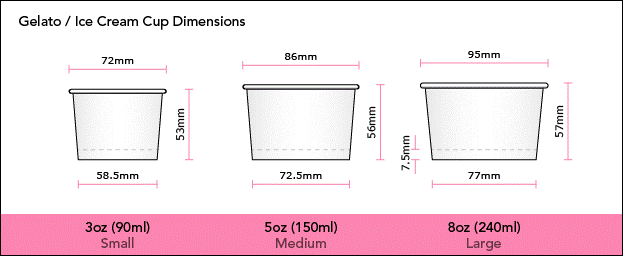 Gelato / Ice Cream Cup Dimensions
72mm
53mm
58.5mm
86mm
56mm
72.5mm
95mm
57mm
7.5mm
77mm
3oz (90ml)
Small
5oz (150ml)
Medium
8oz (240ml)
Large